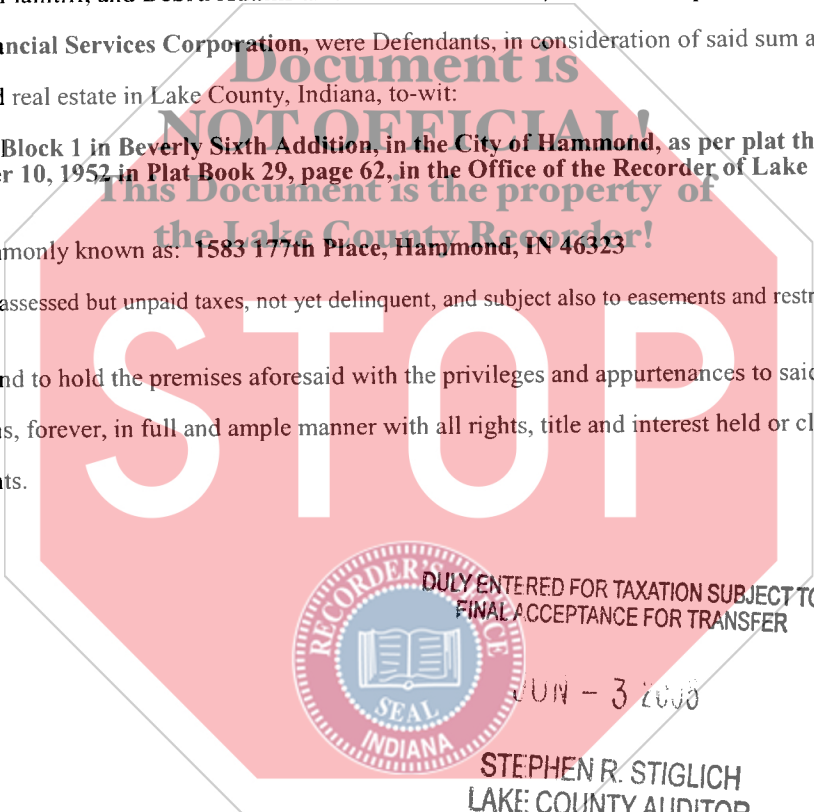 ancial Services Corporation, were Defendants, in consideration of said sum a
Document is
real estate in Lake County, Indiana, to-wit:
NOT OFFICIAL!
Block 1 in Beverly Sixth Addition, in the City of Hammond, as per plat th
r 10, 1952 in Plat Book 29, page 62, in the Office of the Recorder of Lake
This Document is the property of
the Lake County Recorder!
monly known as: 1583 177th Place, Hammond, IN 46323
assessed but unpaid taxes, not yet delinquent, and subject also to easements and restr
STOP
nd to hold the premises aforesaid with the privileges and appurtenances to said
s, forever, in full and ample manner with all rights, title and interest held or cl
ts.
DULY ENTERED FOR TAXATION SUBJECT TO
FINAL ACCEPTANCE FOR TRANSFER
RECORDER'S OFFICE
SEAL
INDIANA
JUN - 3
STEPHEN R. STIGLICH
LAKE COUNTY AUDITOR